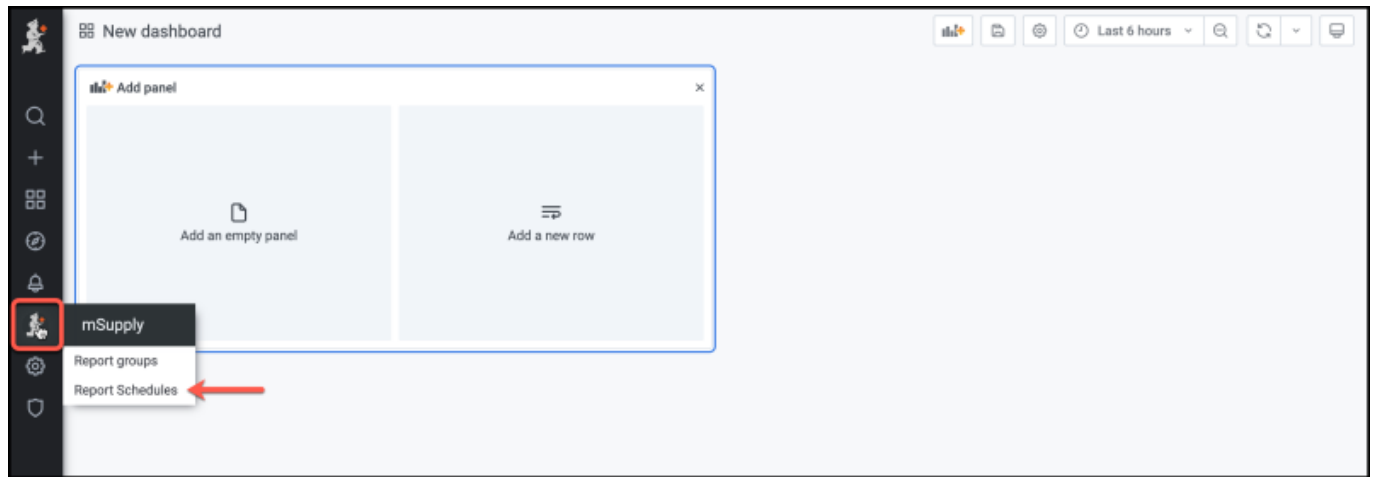 New dashboard
Last 6 hours
Add panel
Add an empty panel
Add a new row
mSupply
Report groups
Report Schedules